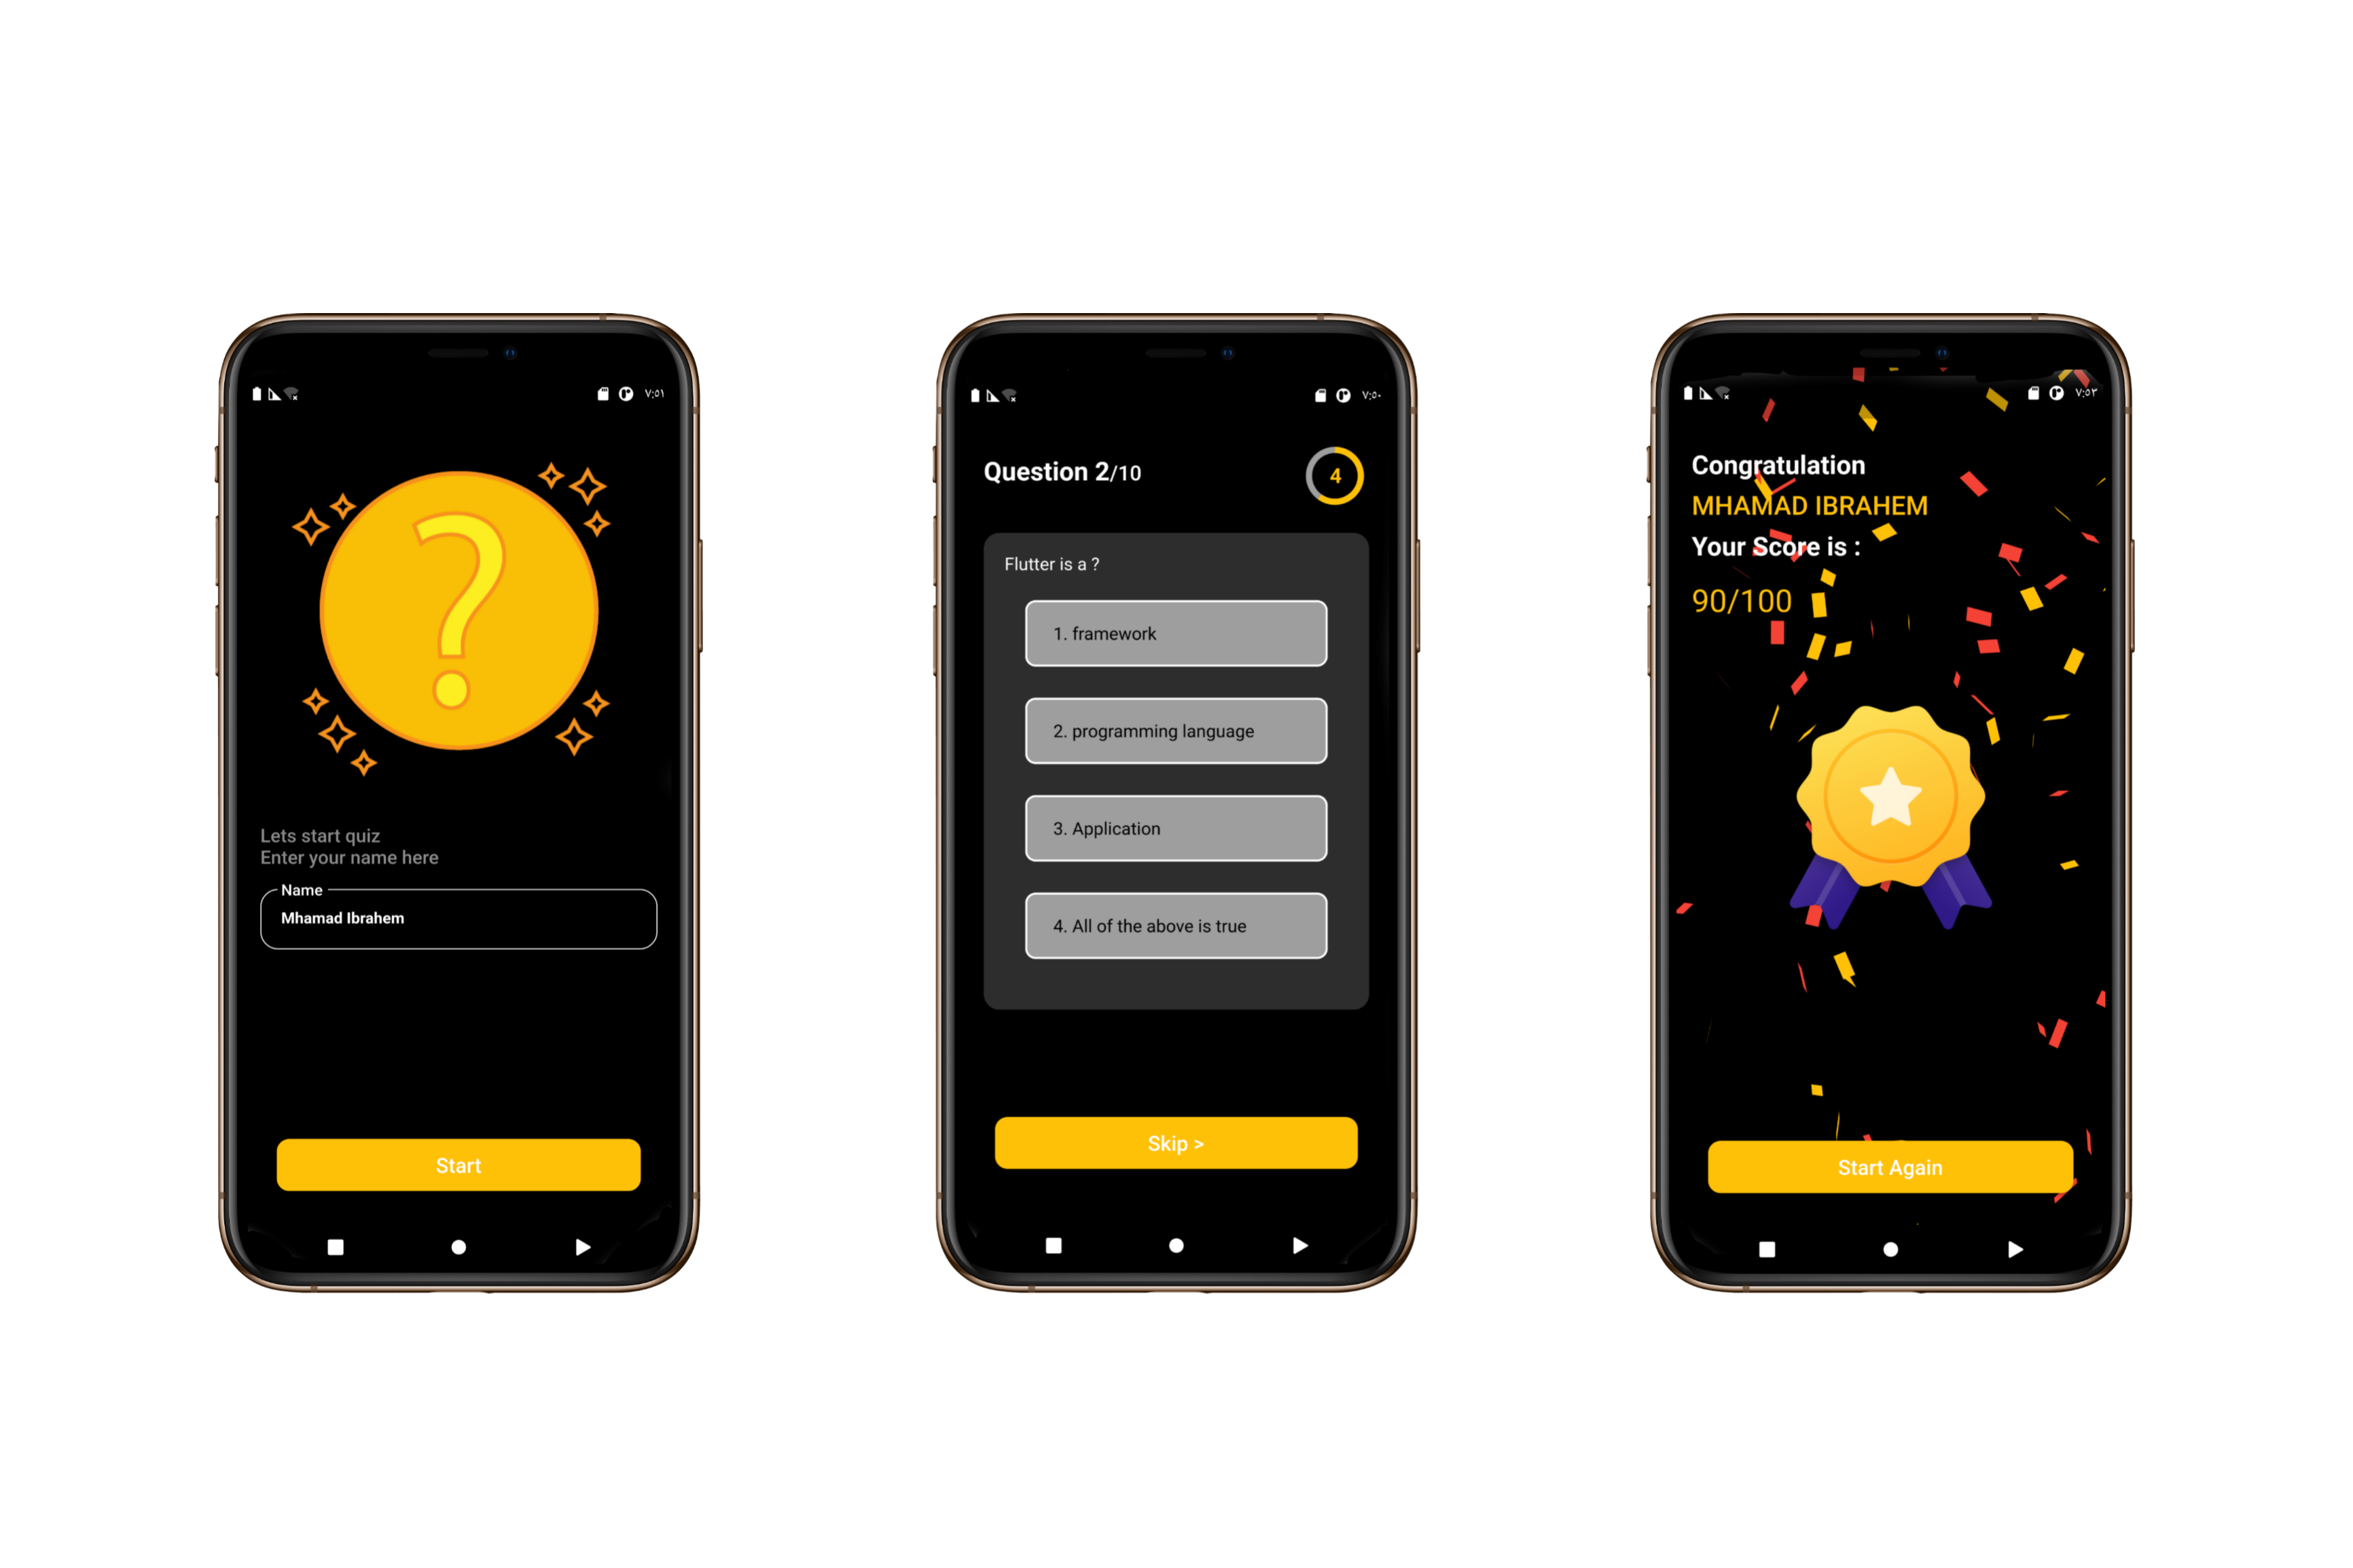 ٧:٥١
Lets start quiz
Enter your name here
Name
Mhamad Ibrahem
Start
٧:٥٠
Question 2/10
4
Flutter is a ?
1. framework
2. programming language
3. Application
4. All of the above is true
Skip >
٧:٥٣
Congratulation
MHAMAD IBRAHEM
Your Score is :
90/100
Start Again